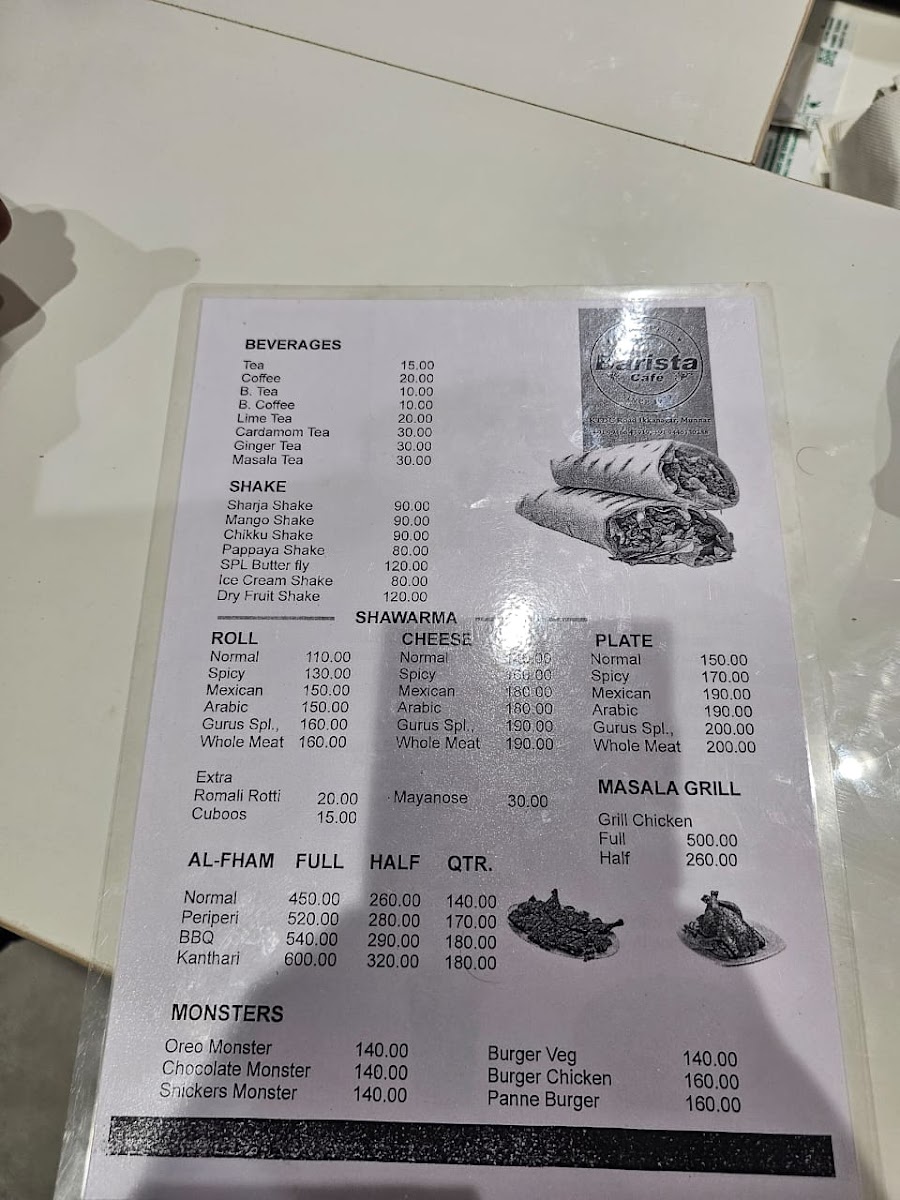 BEVERAGES
Tea 15.00
Coffee 20.00
B. Tea 10.00
B. Coffee 10.00
Lime Tea 20.00
Cardamom Tea 30.00
Ginger Tea 30.00
Masala Tea 30.00
Barista
Cafe
Road Ikkanagar, Munnar
SHAKE
Sharja Shake 90.00
Mango Shake 90.00
Chikku Shake 90.00
Pappaya Shake 80.00
SPL Butter fly 120.00
Ice Cream Shake 80.00
Dry Fruit Shake 120.00
SHAWARMA
ROLL CHEESE PLATE
Normal 110.00 Normal Normal 150.00
Spicy 130.00 Spicy 160.00 Spicy 170.00
Mexican 150.00 Mexican 180.00 Mexican 190.00
Arabic 150.00 Arabic 180.00 Arabic 190.00
Gurus Spl., 160.00 Gurus Spl., 190.00 Gurus Spl., 200.00
Whole Meat 160.00 Whole Meat 190.00 Whole Meat 200.00
Extra
Romali Rotti 20.00 Mayanose 30.00
Cuboos 15.00
MASALA GRILL
Grill Chicken
Full 500.00
Half 260.00
AL-FHAM FULL HALF QTR.
Normal 450.00 260.00 140.00
Periperi 520.00 280.00 170.00
BBQ 540.00 290.00 180.00
Kanthari 600.00 320.00 180.00
MONSTERS
Oreo Monster 140.00
Chocolate Monster 140.00
Snickers Monster 140.00
Burger Veg 140.00
Burger Chicken 160.00
Panne Burger 160.00